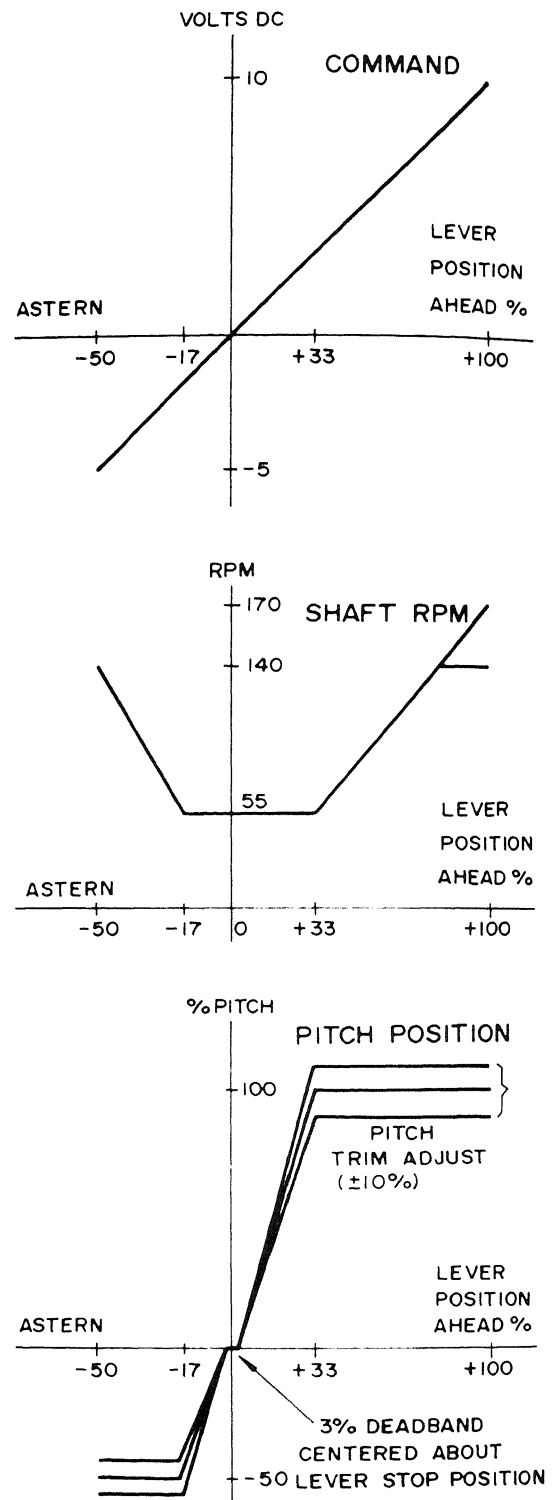 VOLTS DC
10
COMMAND
LEVER
POSITION
AHEAD %
ASTERN
-50
-17
+33
+100
-5
RPM
170
SHAFT RPM
140
55
LEVER
POSITION
AHEAD %
ASTERN
-50
-17
0
+33
+100
% PITCH
PITCH POSITION
100
PITCH
TRIM ADJUST
(±10%)
LEVER
POSITION
AHEAD %
ASTERN
-50
-17
+33
+100
3% DEADBAND
CENTERED ABOUT
LEVER STOP POSITION
-50